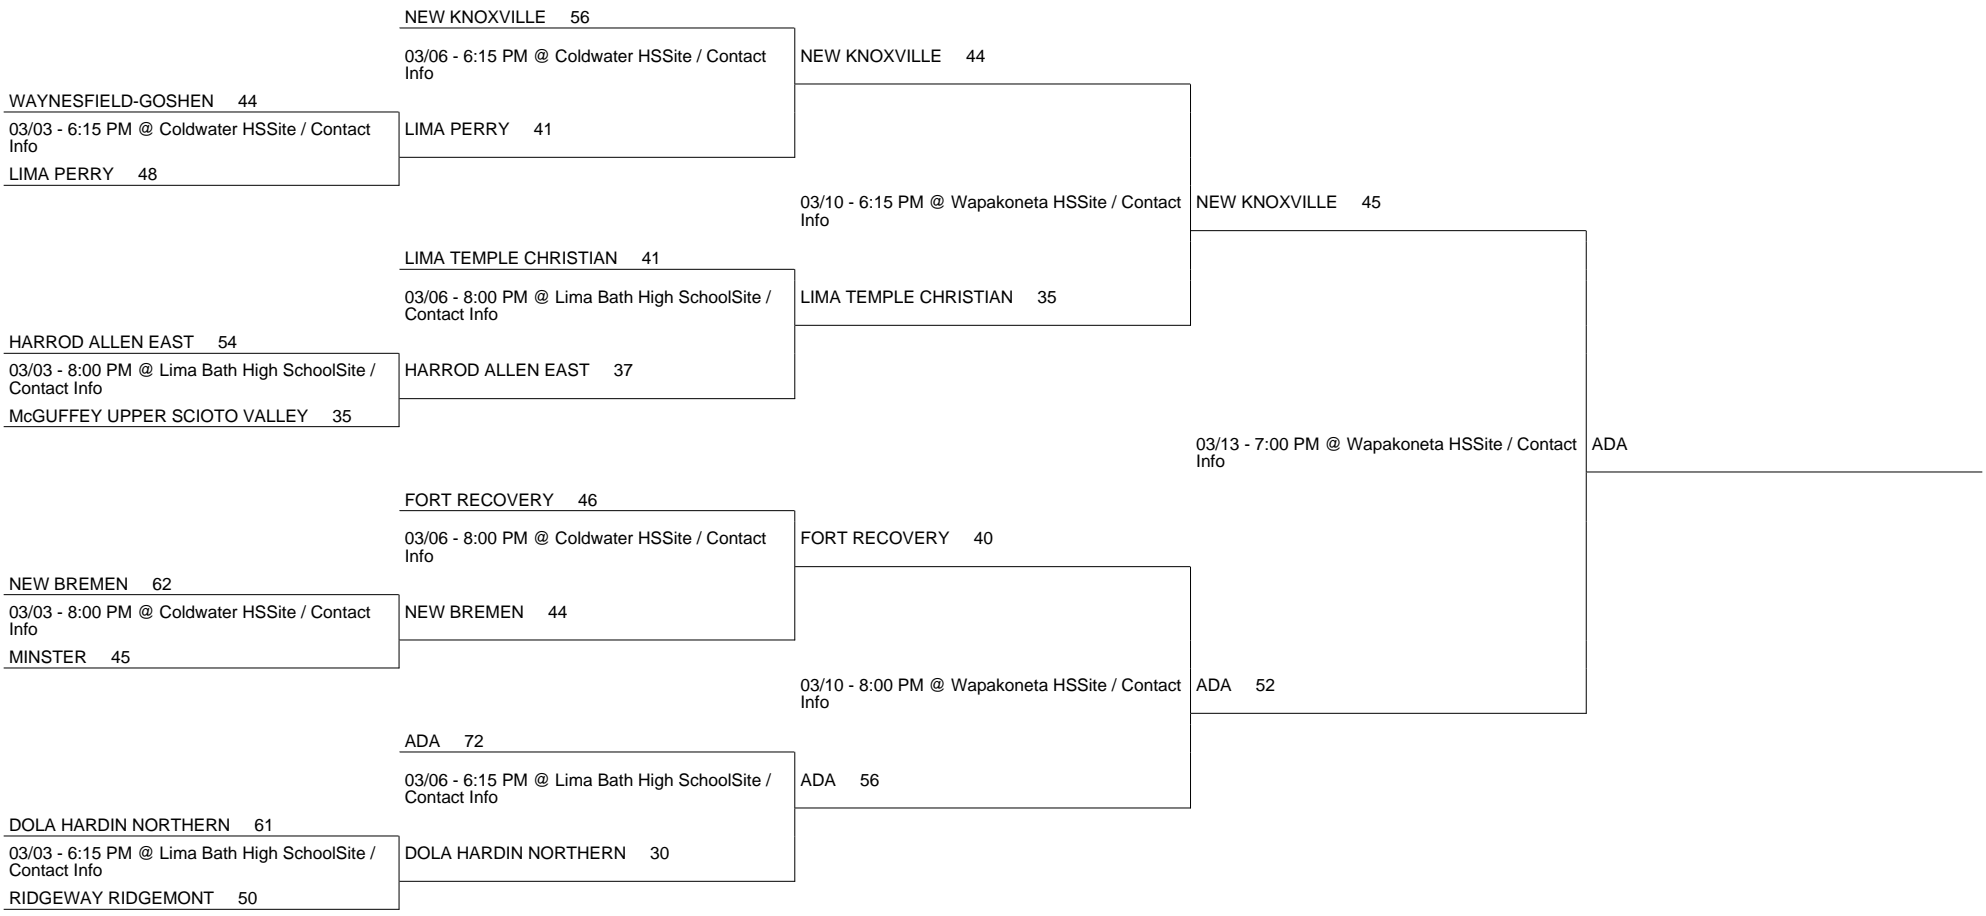 NEW KNOXVILLE 56
03/06 - 6:15 PM @ Coldwater HSSite / Contact
Info
NEW KNOXVILLE 44
WAYNESFIELD-GOSHEN 44
03/03 - 6:15 PM @ Coldwater HSSite / Contact
Info
LIMA PERRY 41
LIMA PERRY 48
03/10 - 6:15 PM @ Wapakoneta HSSite / Contact
Info
NEW KNOXVILLE 45
LIMA TEMPLE CHRISTIAN 41
03/06 - 8:00 PM @ Lima Bath High SchoolSite /
Contact Info
LIMA TEMPLE CHRISTIAN 35
HARROD ALLEN EAST 54
03/03 - 8:00 PM @ Lima Bath High SchoolSite /
Contact Info
HARROD ALLEN EAST 37
McGUFFEY UPPER SCIOTO VALLEY 35
03/13 - 7:00 PM @ Wapakoneta HSSite / Contact
Info
ADA
FORT RECOVERY 46
03/06 - 8:00 PM @ Coldwater HSSite / Contact
Info
FORT RECOVERY 40
NEW BREMEN 62
03/03 - 8:00 PM @ Coldwater HSSite / Contact
Info
NEW BREMEN 44
MINSTER 45
03/10 - 8:00 PM @ Wapakoneta HSSite / Contact
Info
ADA 52
ADA 72
03/06 - 6:15 PM @ Lima Bath High SchoolSite /
Contact Info
ADA 56
DOLA HARDIN NORTHERN 61
03/03 - 6:15 PM @ Lima Bath High SchoolSite /
Contact Info
DOLA HARDIN NORTHERN 30
RIDGEWAY RIDGEMONT 50